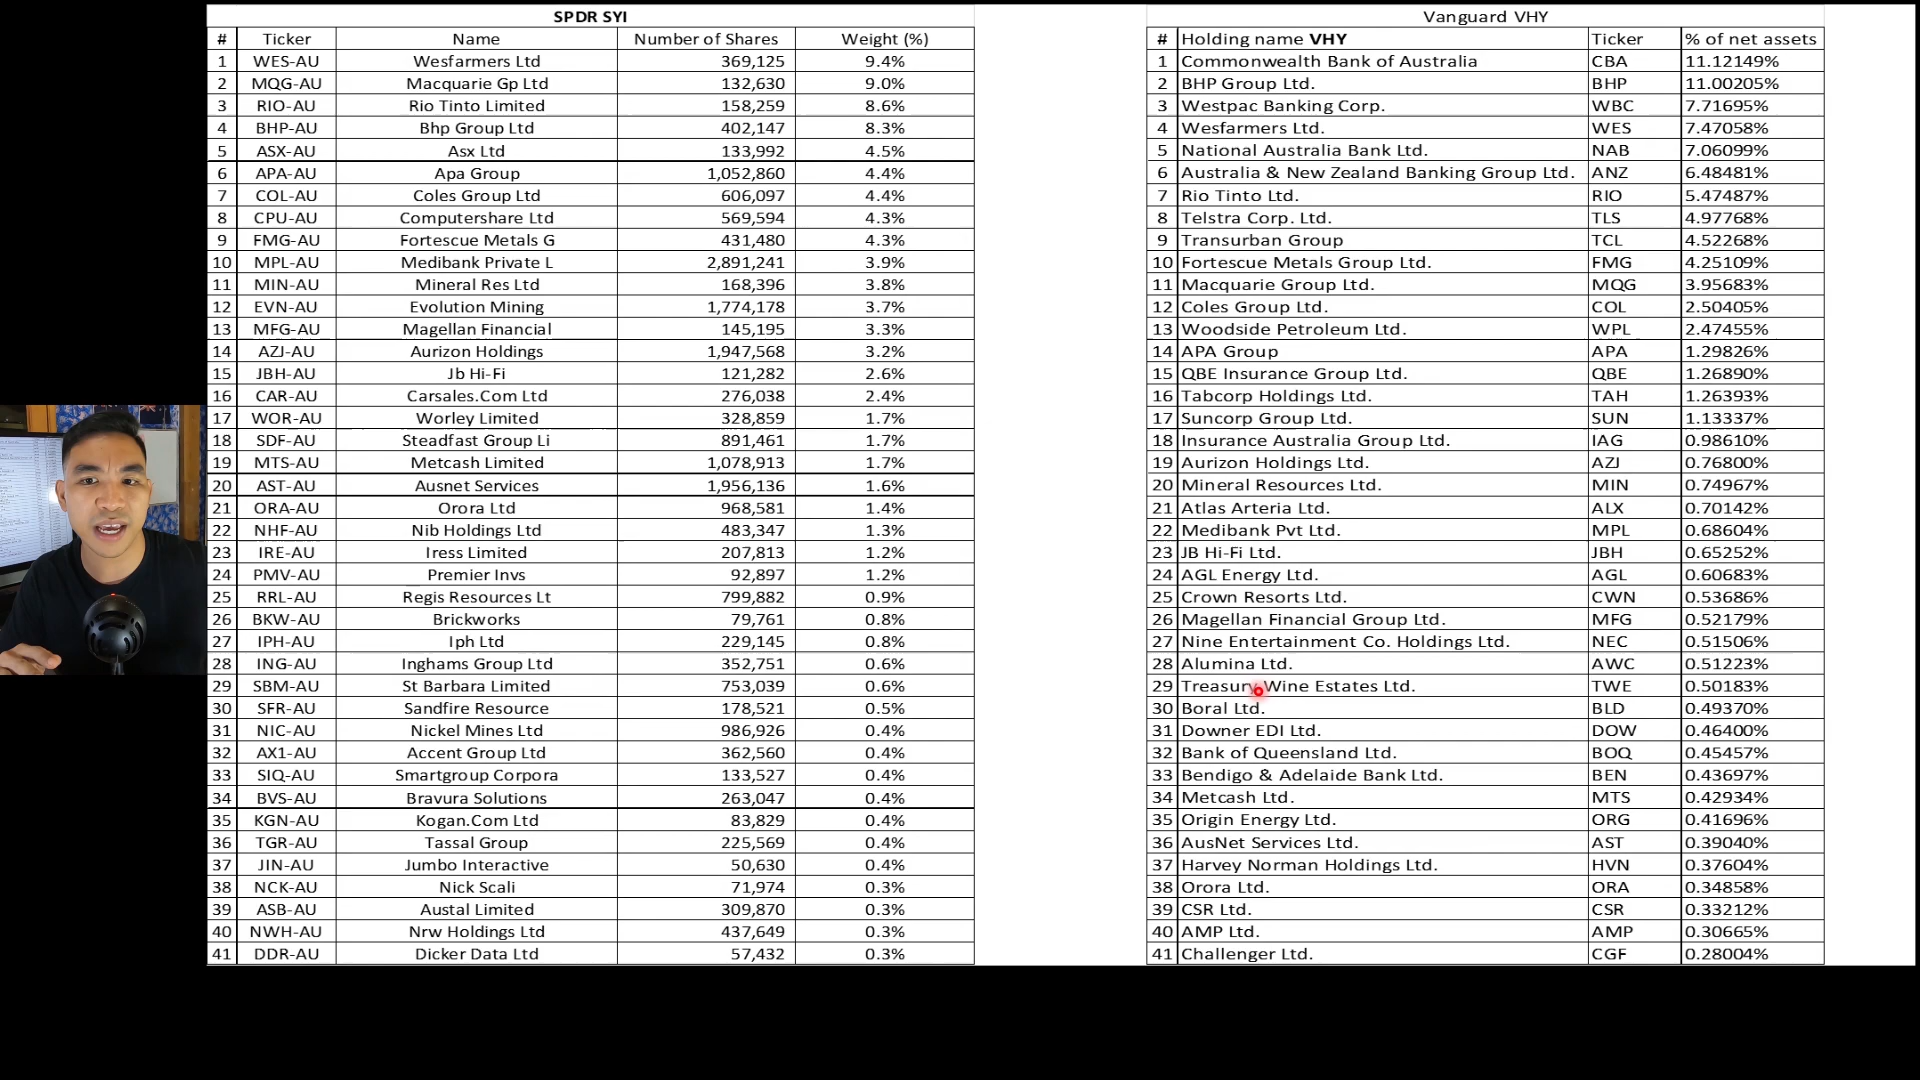 SPDR SYI
# Ticker Name Number of Shares Weight (%)
1 WES-AU Wesfarmers Ltd 369,125 9.4%
2 MQG-AU Macquarie Gp Ltd 132,630 9.0%
3 RIO-AU Rio Tinto Limited 158,259 8.6%
4 BHP-AU Bhp Group Ltd 402,147 8.3%
5 ASX-AU Asx Ltd 133,992 4.5%
6 APA-AU Apa Group 1,052,860 4.4%
7 COL-AU Coles Group Ltd 606,097 4.4%
8 CPU-AU Computershare Ltd 569,594 4.3%
9 FMG-AU Fortescue Metals G 431,480 4.3%
10 MPL-AU Medibank Private L 2,891,241 3.9%
11 MIN-AU Mineral Res Ltd 168,396 3.8%
12 EVN-AU Evolution Mining 1,774,178 3.7%
13 MFG-AU Magellan Financial 145,195 3.3%
14 AZJ-AU Aurizon Holdings 1,947,568 3.2%
15 JBH-AU Jb Hi-Fi 121,282 2.6%
16 CAR-AU Carsales.Com Ltd 276,038 2.4%
17 WOR-AU Worley Limited 328,859 1.7%
18 SDF-AU Steadfast Group Li 891,461 1.7%
19 MTS-AU Metcash Limited 1,078,913 1.7%
20 AST-AU Ausnet Services 1,956,136 1.6%
21 ORA-AU Orora Ltd 968,581 1.4%
22 NHF-AU Nib Holdings Ltd 483,347 1.3%
23 IRE-AU Iress Limited 207,813 1.2%
24 PMV-AU Premier Invs 92,897 1.2%
25 RRL-AU Regis Resources Lt 799,882 0.9%
26 BKW-AU Brickworks 79,761 0.8%
27 IPH-AU Iph Ltd 229,145 0.8%
28 ING-AU Inghams Group Ltd 352,751 0.6%
29 SBM-AU St Barbara Limited 753,039 0.6%
30 SFR-AU Sandfire Resource 178,521 0.5%
31 NIC-AU Nickel Mines Ltd 986,926 0.4%
32 AX1-AU Accent Group Ltd 362,560 0.4%
33 SIQ-AU Smartgroup Corpora 133,527 0.4%
34 BVS-AU Bravura Solutions 263,047 0.4%
35 KGN-AU Kogan.Com Ltd 83,829 0.4%
36 TGR-AU Tassal Group 225,569 0.4%
37 JIN-AU Jumbo Interactive 50,630 0.4%
38 NCK-AU Nick Scali 71,974 0.3%
39 ASB-AU Austal Limited 309,870 0.3%
40 NWH-AU Nrw Holdings Ltd 437,649 0.3%
41 DDR-AU Dicker Data Ltd 57,432 0.3%
Vanguard VHY
# Holding name VHY Ticker % of net assets
1 Commonwealth Bank of Australia CBA 11.12149%
2 BHP Group Ltd. BHP 11.00205%
3 Westpac Banking Corp. WBC 7.71695%
4 Wesfarmers Ltd. WES 7.47058%
5 National Australia Bank Ltd. NAB 7.06099%
6 Australia & New Zealand Banking Group Ltd. ANZ 6.48481%
7 Rio Tinto Ltd. RIO 5.47487%
8 Telstra Corp. Ltd. TLS 4.97768%
9 Transurban Group TCL 4.52268%
10 Fortescue Metals Group Ltd. FMG 4.25109%
11 Macquarie Group Ltd. MQG 3.95683%
12 Coles Group Ltd. COL 2.50405%
13 Woodside Petroleum Ltd. WPL 2.47455%
14 APA Group APA 1.29826%
15 QBE Insurance Group Ltd. QBE 1.26890%
16 Tabcorp Holdings Ltd. TAH 1.26393%
17 Suncorp Group Ltd. SUN 1.13337%
18 Insurance Australia Group Ltd. IAG 0.98610%
19 Aurizon Holdings Ltd. AZJ 0.76800%
20 Mineral Resources Ltd. MIN 0.74967%
21 Atlas Arteria Ltd. ALX 0.70142%
22 Medibank Pvt Ltd. MPL 0.68604%
23 JB Hi-Fi Ltd. JBH 0.65252%
24 AGL Energy Ltd. AGL 0.60683%
25 Crown Resorts Ltd. CWN 0.53686%
26 Magellan Financial Group Ltd. MFG 0.52179%
27 Nine Entertainment Co. Holdings Ltd. NEC 0.51506%
28 Alumina Ltd. AWC 0.51223%
29 Treasury Wine Estates Ltd. TWE 0.50183%
30 Boral Ltd. BLD 0.49370%
31 Downer EDI Ltd. DOW 0.46400%
32 Bank of Queensland Ltd. BOQ 0.45457%
33 Bendigo & Adelaide Bank Ltd. BEN 0.43697%
34 Metcash Ltd. MTS 0.42934%
35 Origin Energy Ltd. ORG 0.41696%
36 AusNet Services Ltd. AST 0.39040%
37 Harvey Norman Holdings Ltd. HVN 0.37604%
38 Orora Ltd. ORA 0.34858%
39 CSR Ltd. CSR 0.33212%
40 AMP Ltd. AMP 0.30665%
41 Challenger Ltd. CGF 0.28004%